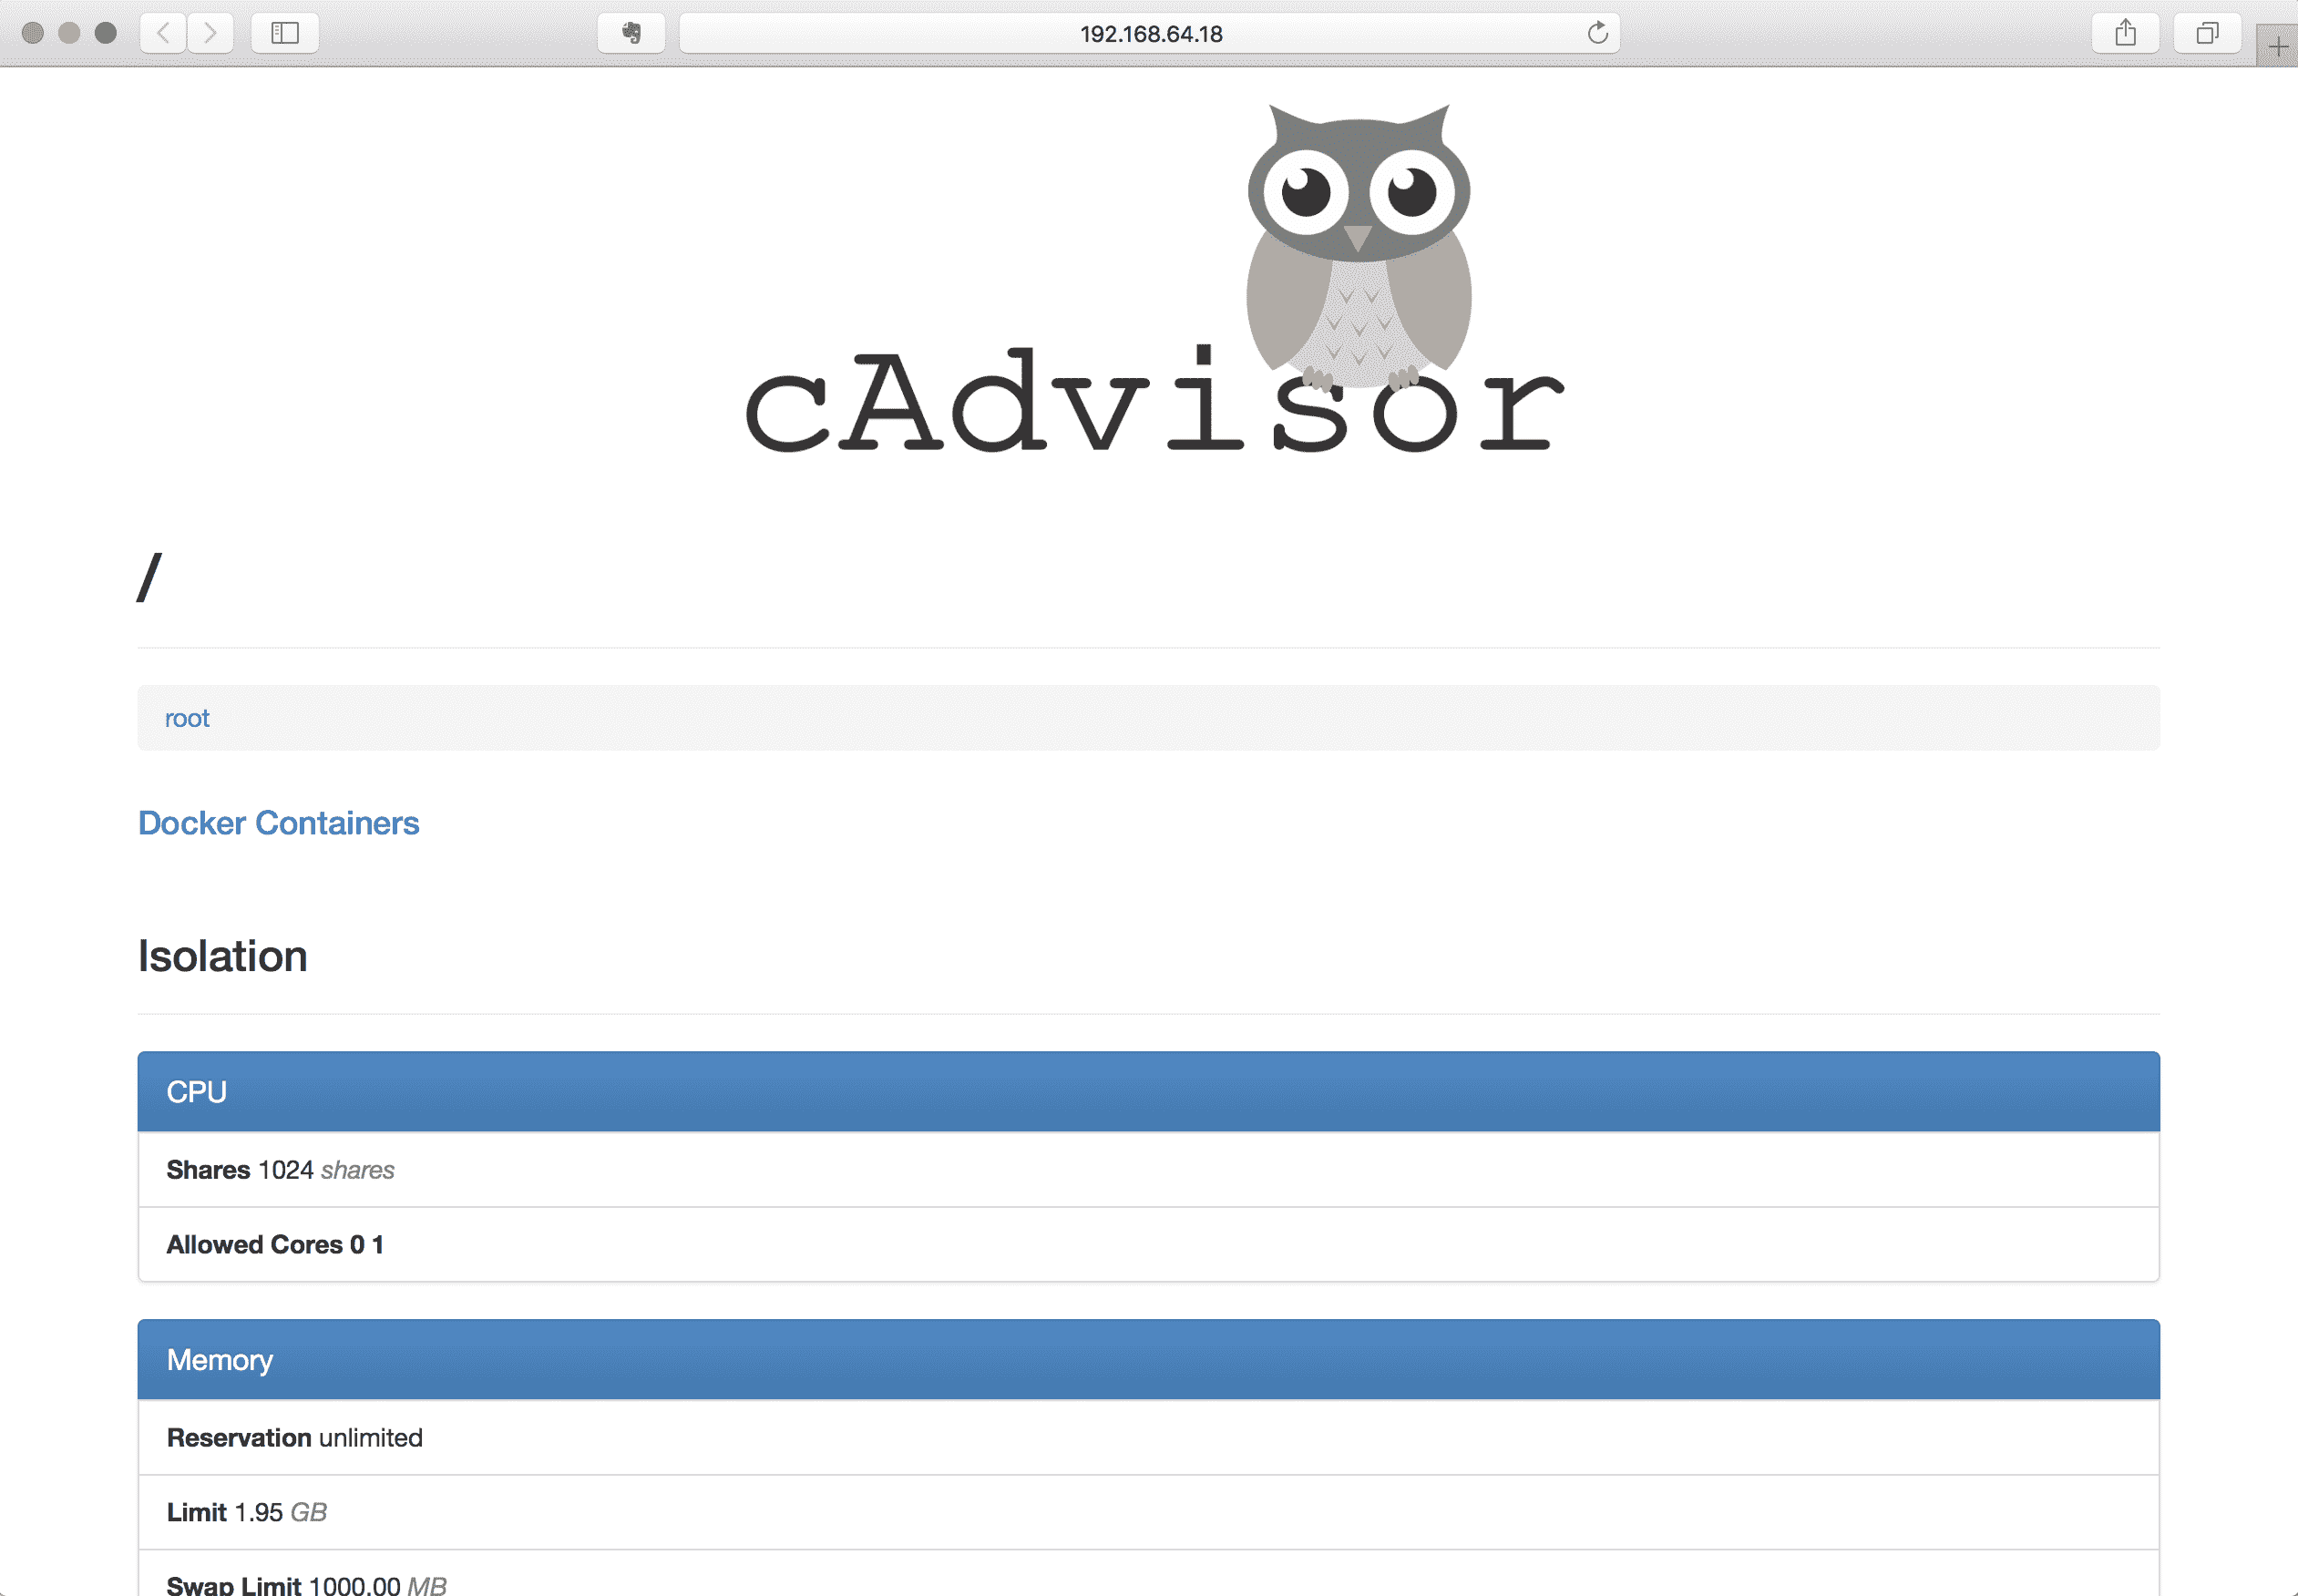 192.168.64.18
cAdvisor
/
root
Docker Containers
Isolation
CPU
Shares 1024 shares
Allowed Cores 0 1
Memory
Reservation unlimited
Limit 1.95 GB
Swap Limit 1000.00 MB